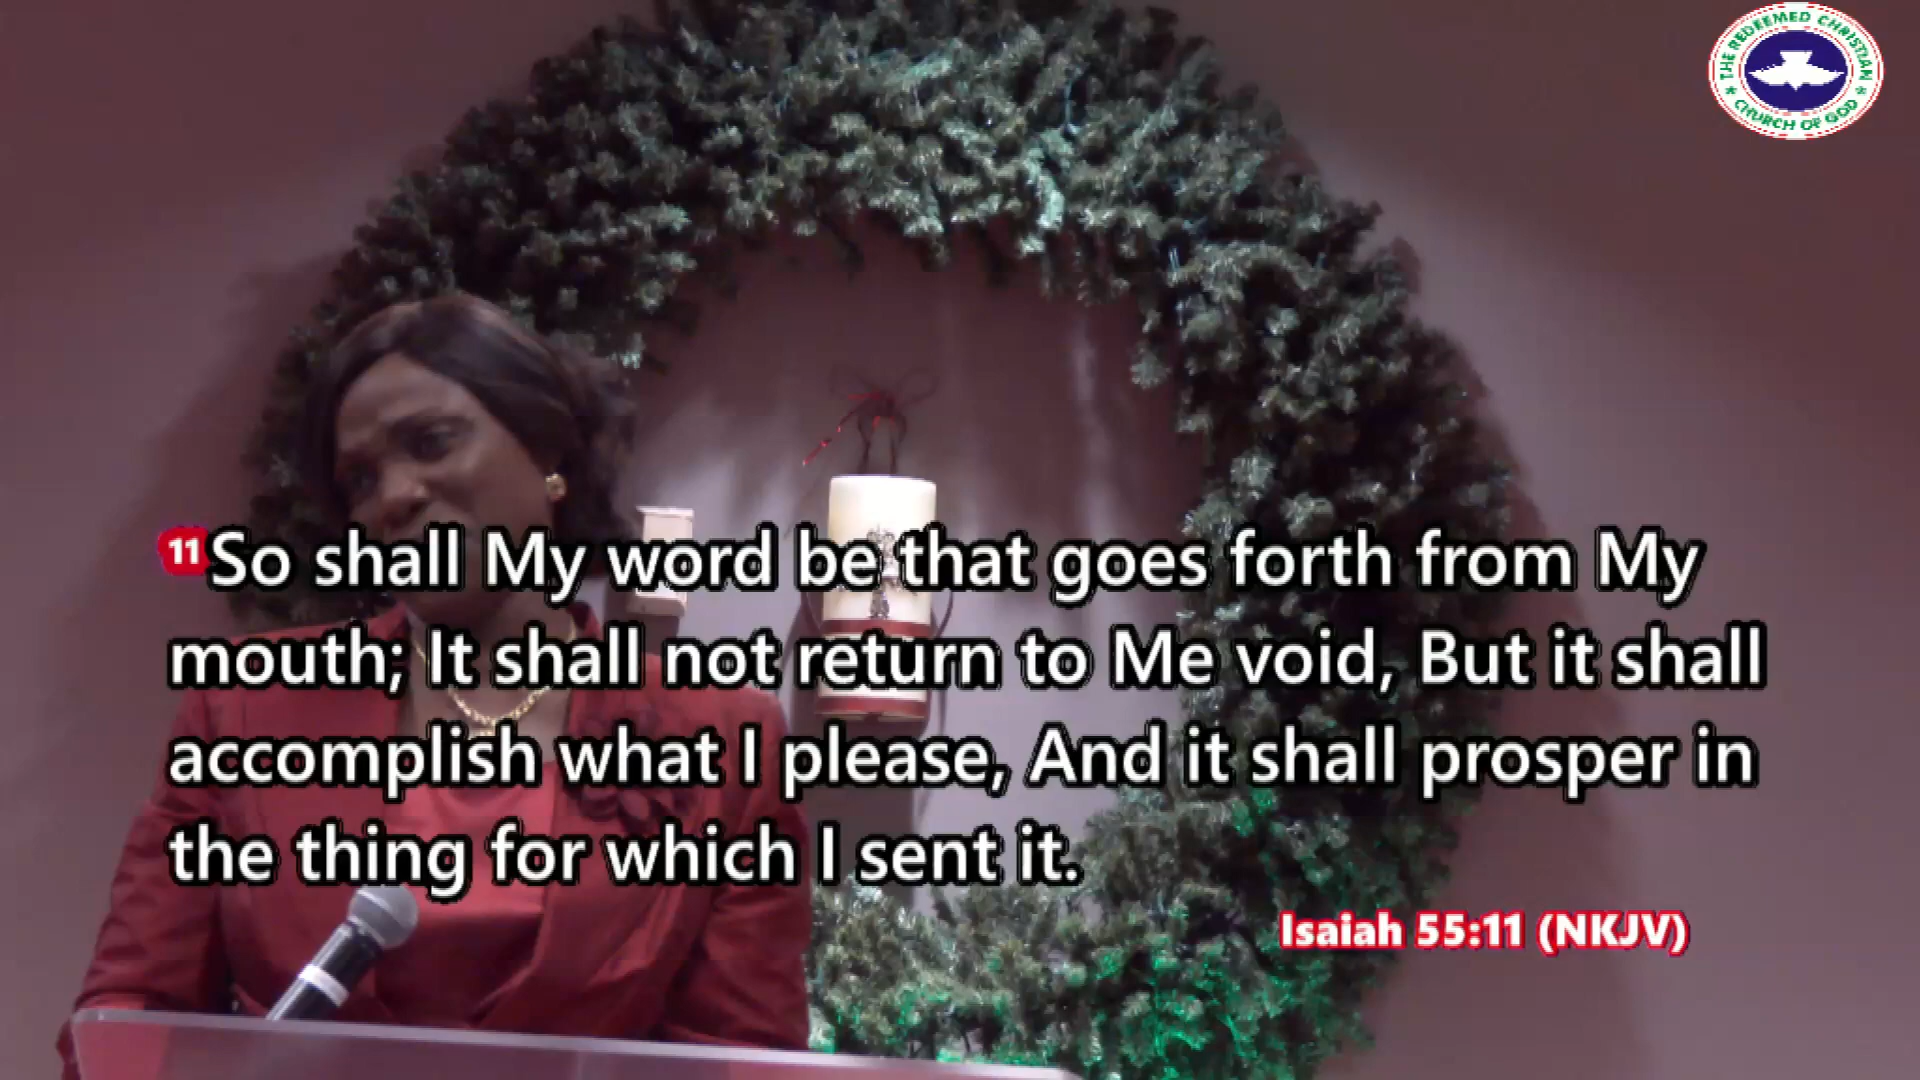 THE REDEEMED CHRISTIAN
★ CHURCH OF GOD ★
11 So shall My word be that goes forth from My
mouth; It shall not return to Me void, But it shall
accomplish what I please, And it shall prosper in
the thing for which I sent it.
Isaiah 55:11 (NKJV)